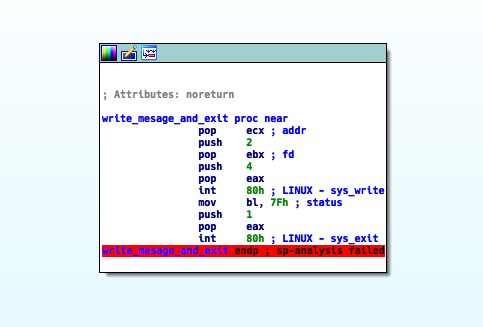 ; Attributes: noreturn
write_mesage_and_exit proc near
pop ecx ; addr
push 2
pop ebx ; fd
push 4
pop eax
int 80h ; LINUX - sys_write
mov bl, 7Fh ; status
push 1
pop eax
int 80h ; LINUX - sys_exit
write_mesage_and_exit endp ; sp-analysis failed